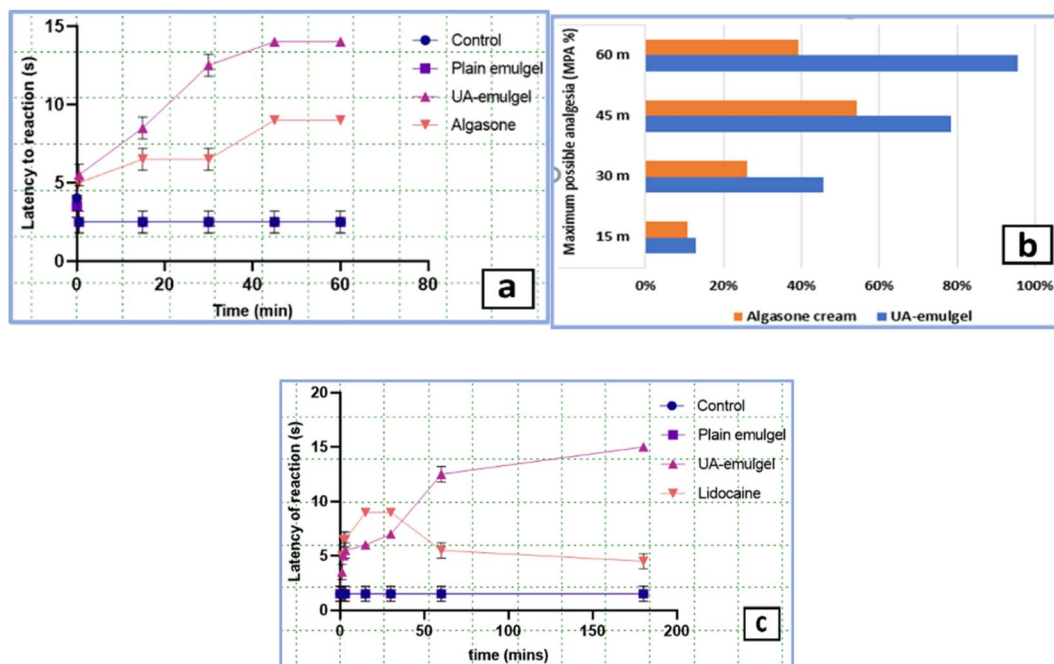 Latency to reaction (s)
15
10
5
0
0
20
40
60
80
Time (min)
Control
Plain emulgel
UA-emulgel
Algasone
a
Maximum possible analgesia (MPA %)
60 m
45 m
30 m
15 m
0%
20%
40%
60%
80%
100%
Algasone cream
UA-emulgel
b
Latency of reaction (s)
20
15
10
5
0
0
50
100
150
200
time (mins)
Control
Plain emulgel
UA-emulgel
Lidocaine
c